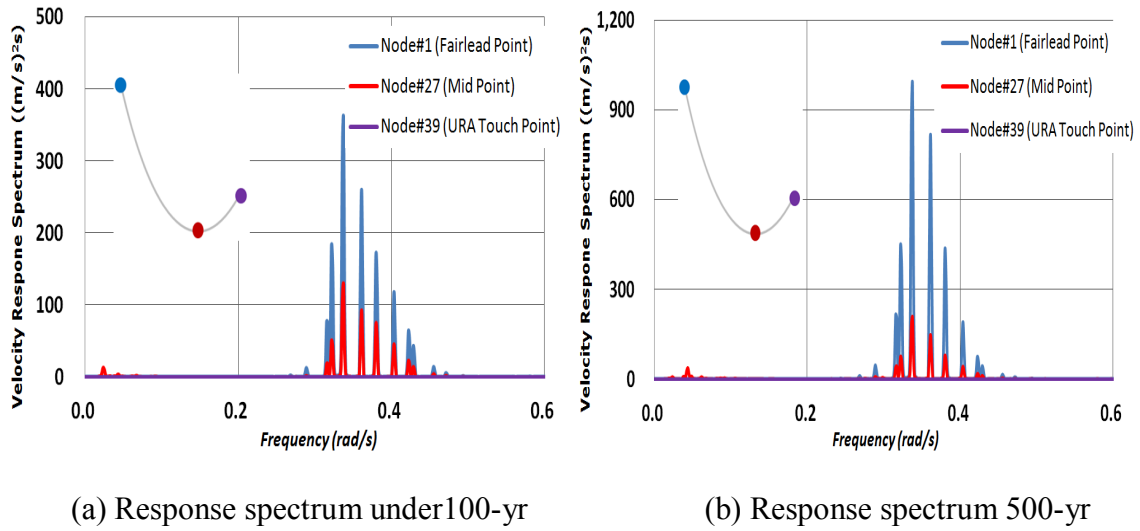 500
400
300
200
100
0
0.0
0.2
0.4
0.6
Velocity Respone Spectrum ((m/s)²s)
Frequency (rad/s)
Node#1 (Fairlead Point)
Node#27 (Mid Point)
Node#39 (URA Touch Point)
(a) Response spectrum under100-yr
1,200
900
600
300
0
0.0
0.2
0.4
0.6
Velocity Respone Spectrum ((m/s)²s)
Frequency (rad/s)
Node#1 (Fairlead Point)
Node#27 (Mid Point)
Node#39 (URA Touch Point)
(b) Response spectrum 500-yr